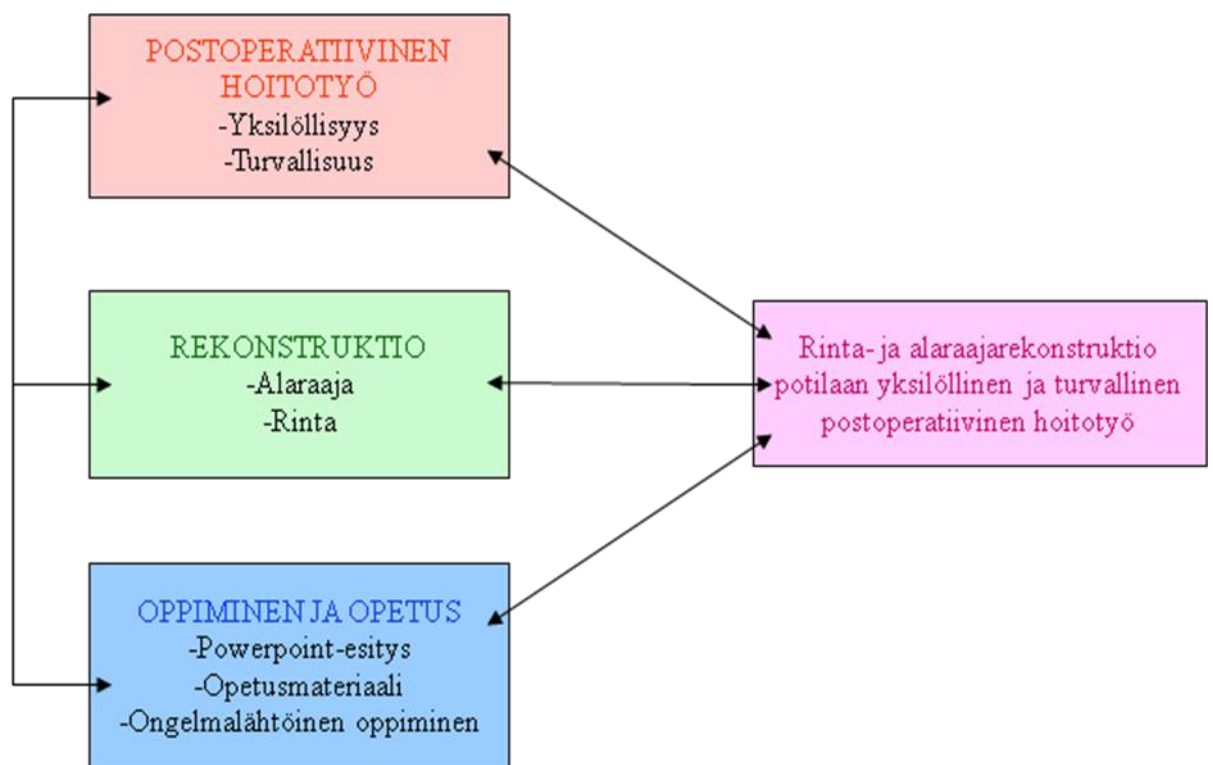 POSTOPERATIIVINEN
HOITOTYÖ
-Yksilöllisyys
-Turvallisuus
REKONSTRUKTIO
-Alaraaja
-Rinta
OPPIMINEN JA OPETUS
-Powerpoint-esitys
-Opetusmateriaali
-Ongelmalähtöinen oppiminen
Rinta- ja alaraajarekonstruktio
potilaan yksilöllinen ja turvallinen
postoperatiivinen hoitotyö